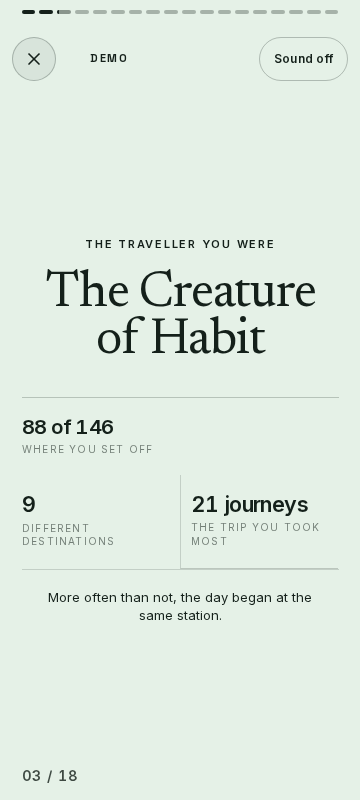 DEMO
Sound off
THE TRAVELLER YOU WERE
The Creature
of Habit
88 of 146
WHERE YOU SET OFF
9
DIFFERENT
DESTINATIONS
21 journeys
THE TRIP YOU TOOK
MOST
More often than not, the day began at the
same station.
03 / 18